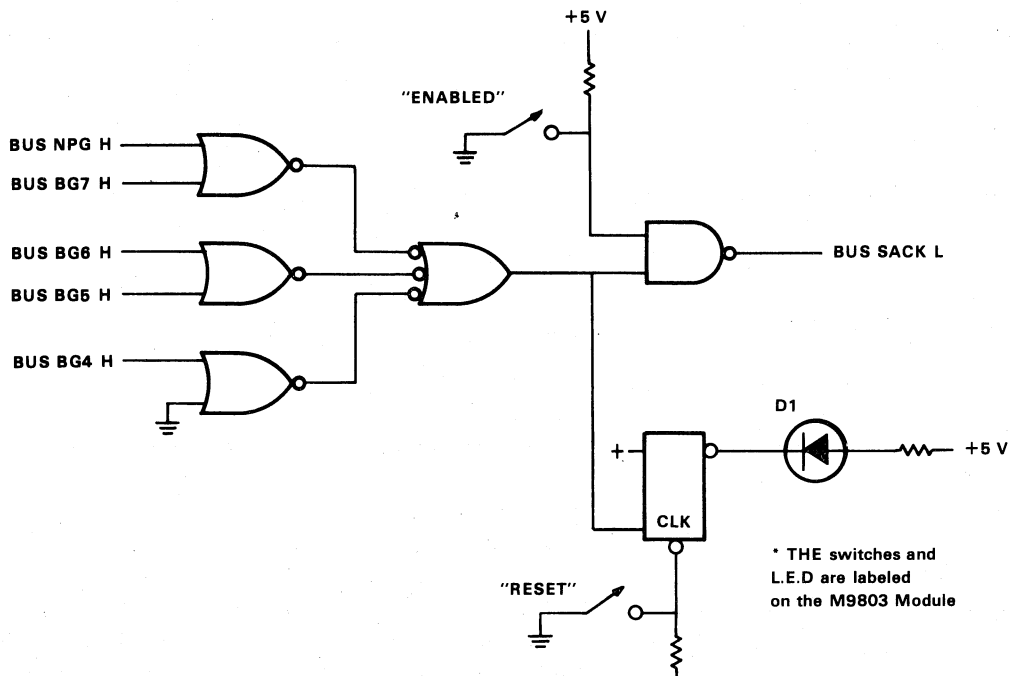 +5 V
"ENABLED"
BUS NPG H
BUS BG7 H
BUS BG6 H
BUS BG5 H
BUS SACK L
BUS BG4 H
D1
+
+5 V
CLK
* THE switches and
L.E.D are labeled
on the M9803 Module
"RESET"